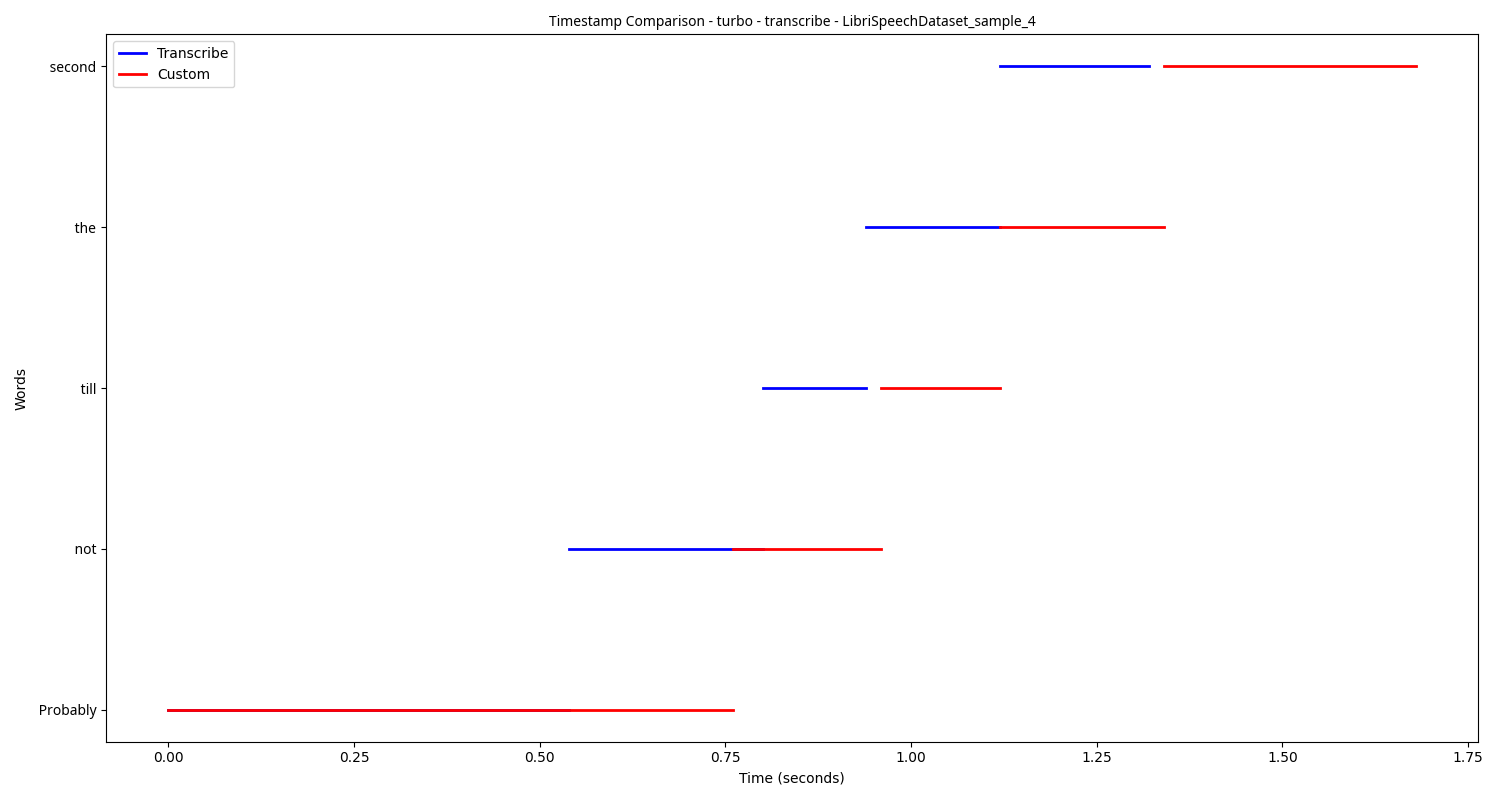 Timestamp Comparison - turbo - transcribe - LibriSpeechDataset_sample_4
Transcribe
Custom
second
the
till
not
Probably
Words
0.00 0.25 0.50 0.75 1.00 1.25 1.50 1.75
Time (seconds)